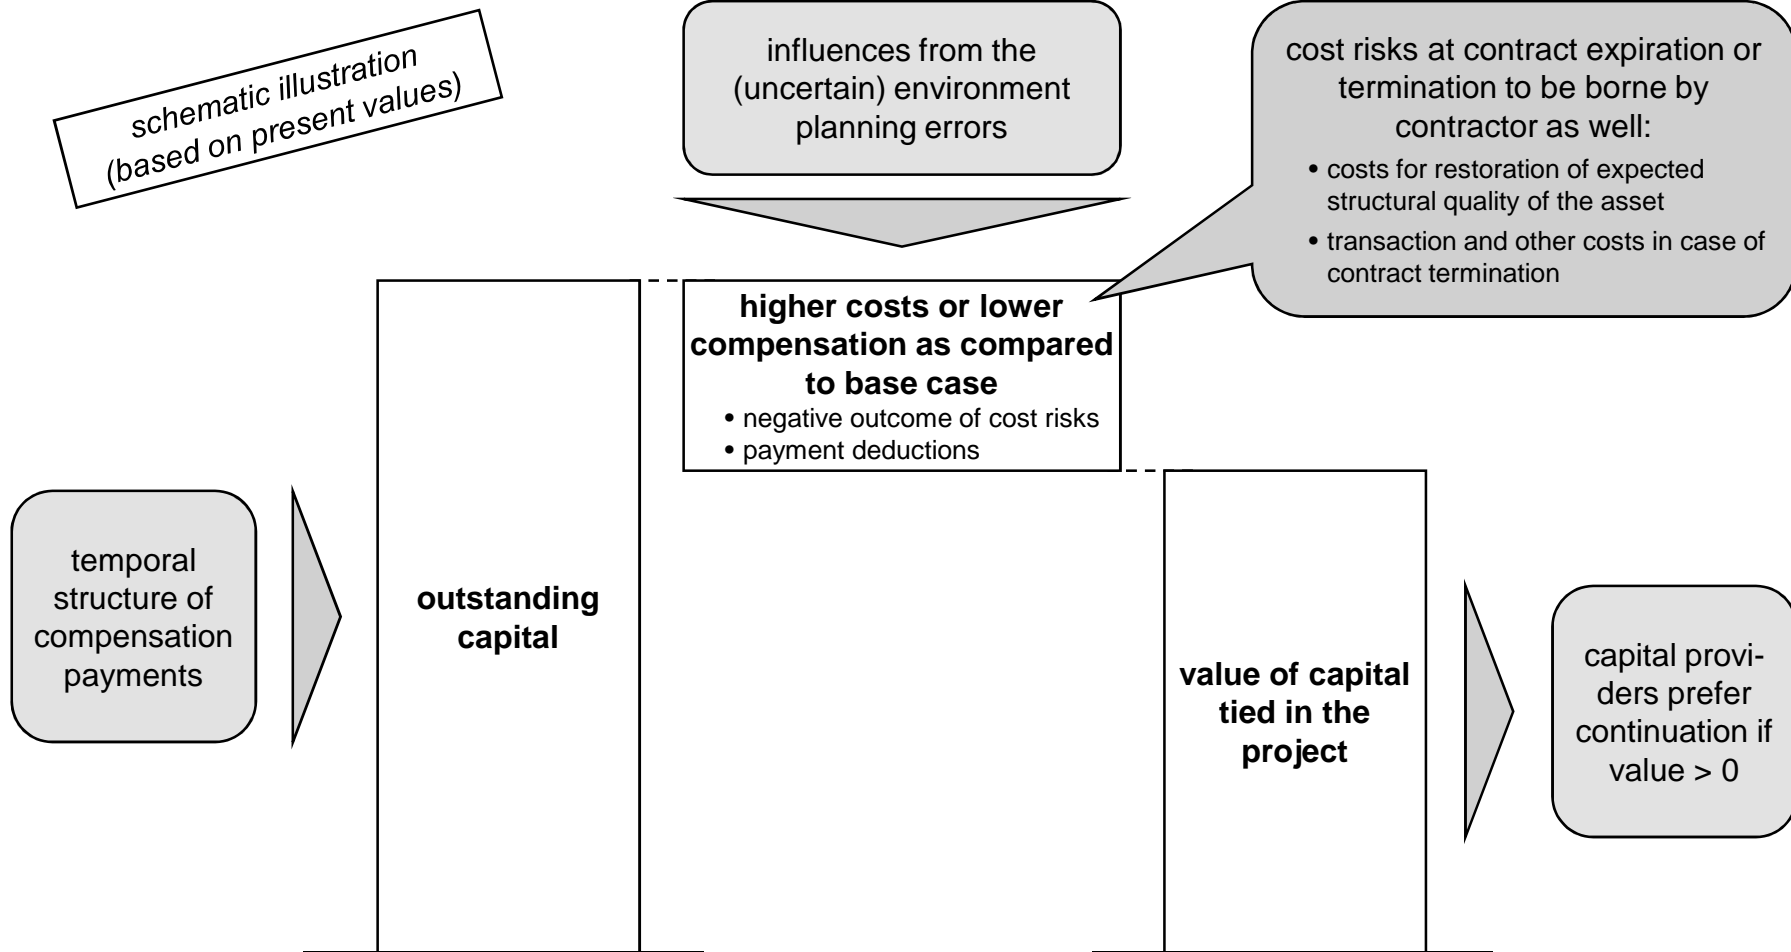 schematic illustration
(based on present values)
influences from the
(uncertain) environment
planning errors
cost risks at contract expiration or
termination to be borne by
contractor as well:
• costs for restoration of expected
structural quality of the asset
• transaction and other costs in case of
contract termination
higher costs or lower
compensation as compared
to base case
• negative outcome of cost risks
• payment deductions
temporal
structure of
compensation
payments
outstanding
capital
value of capital
tied in the
project
capital provi-
ders prefer
continuation if
value > 0